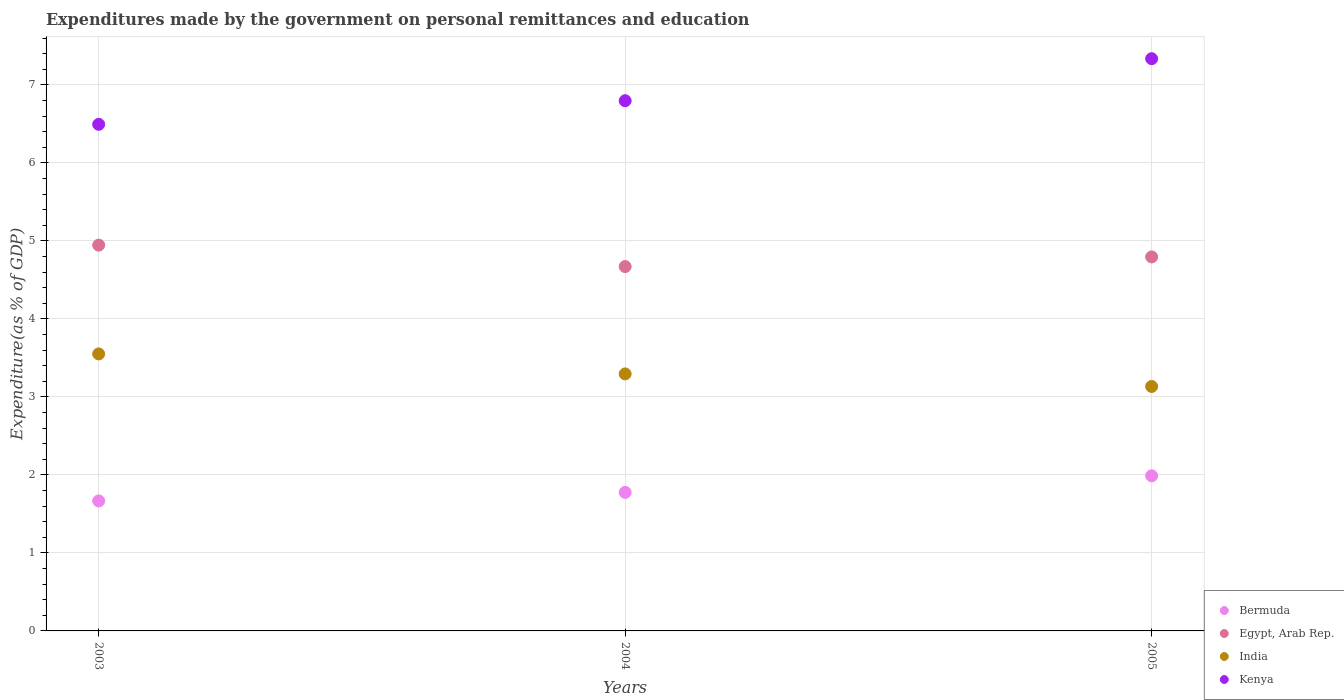 Expenditures made by the government on personal remittances and education
Expenditure(as % of GDP)
7
6
5
4
3
2
1
0
2003
2004
2005
Years
Bermuda
Egypt, Arab Rep.
India
Kenya